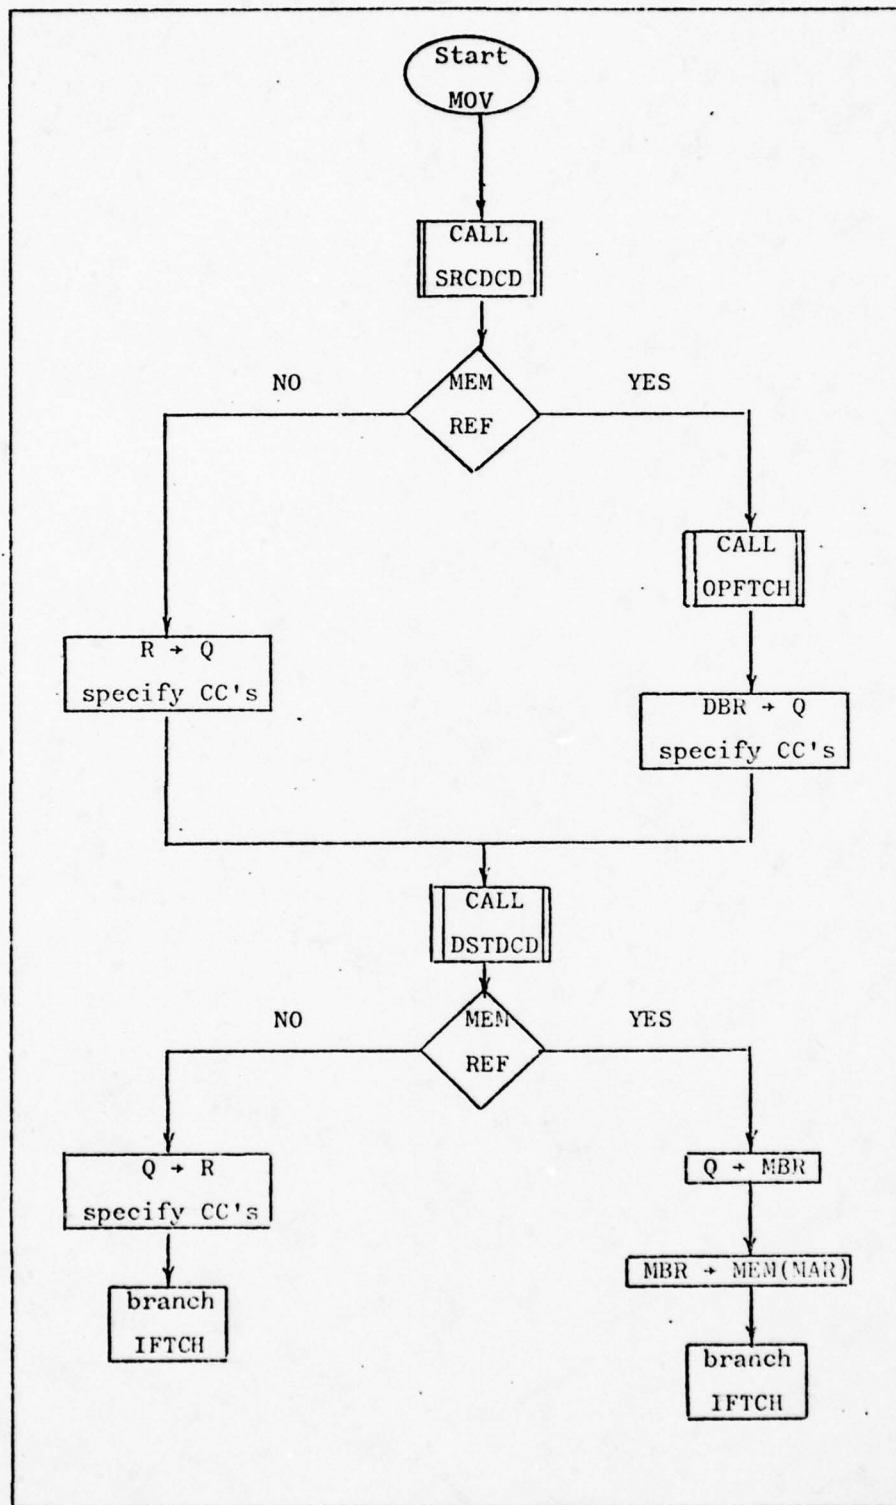 Start
MOV
CALL
SRCDCD
NO
MEM
REF
YES
CALL
OPFTCH
R → Q
specify CC's
DBR → Q
specify CC's
CALL
DSTDCD
NO
MEM
REF
YES
Q → R
specify CC's
Q → MBR
MBR → MEM(MAR)
branch
IFTCH
branch
IFTCH